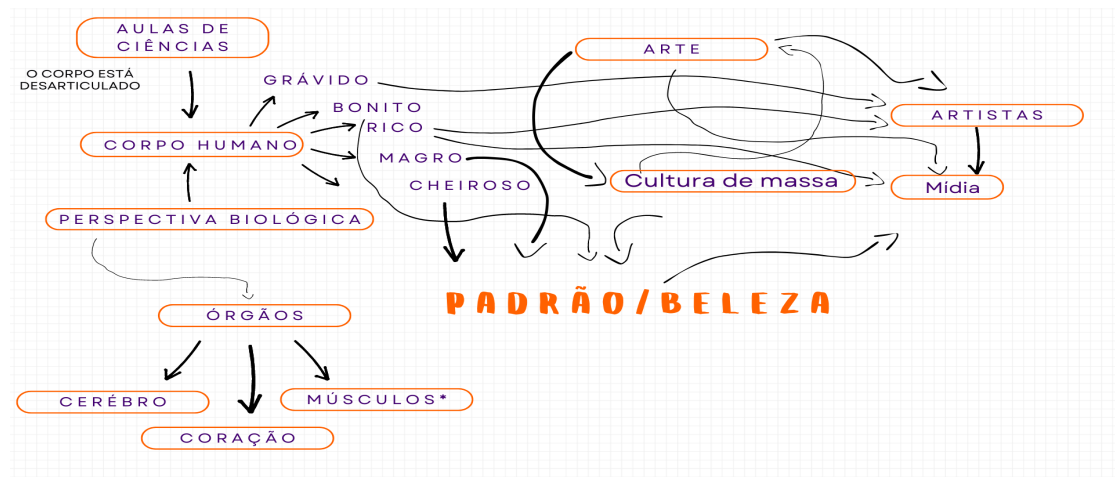 AULAS DE
CIÊNCIAS
O CORPO ESTÁ
DESARTICULADO
GRÁVIDO
BONITO
RICO
CORPO HUMANO
MAGRO
CHEIROSO
PERSPECTIVA BIOLÓGICA
ÓRGÃOS
CERÉBRO
MÚSCULOS*
CORAÇÃO
ARTE
ARTISTAS
Cultura de massa
Mídia
PADRÃO/BELEZA